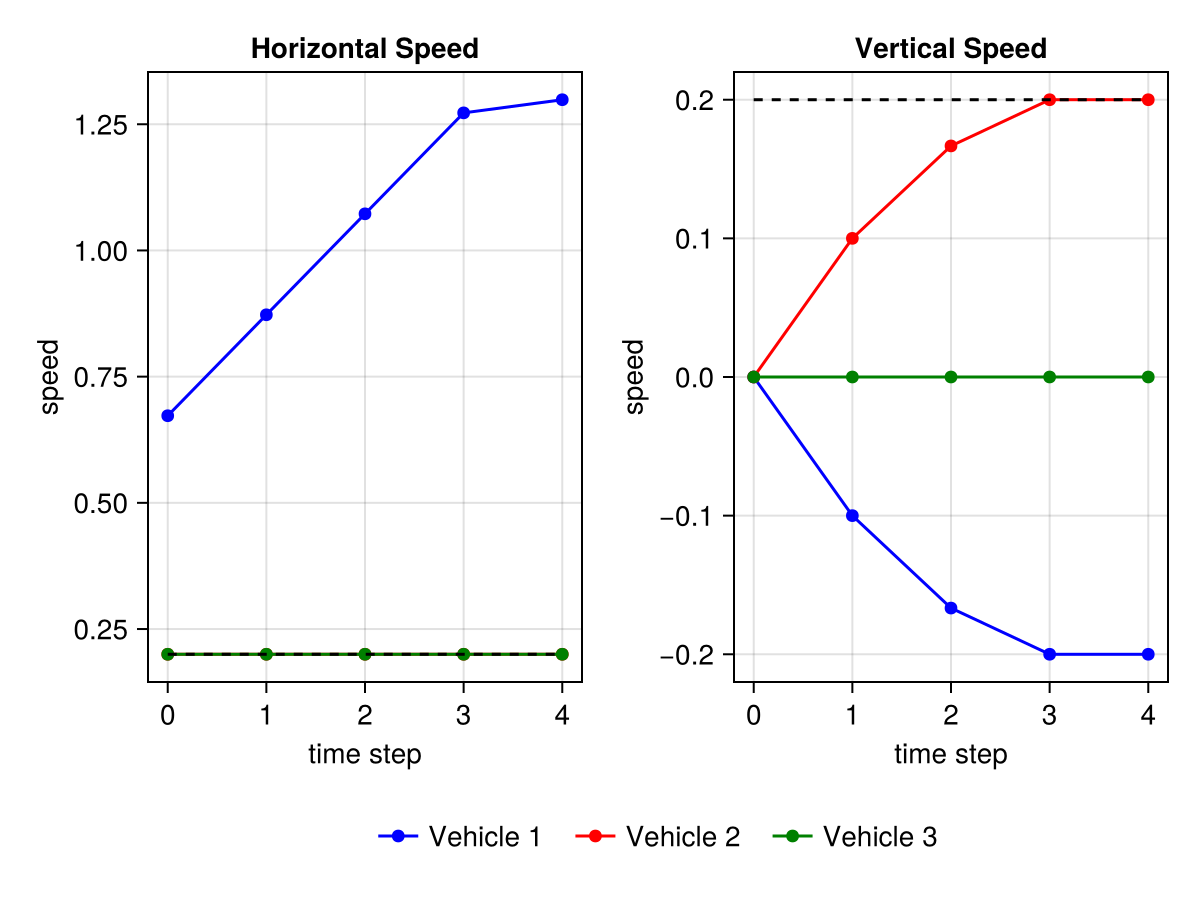 Horizontal Speed
1.25
1.00
0.75
0.50
0.25
speed
0 1 2 3 4
time step
Vertical Speed
0.2
0.1
0.0
−0.1
−0.2
speed
0 1 2 3 4
time step
Vehicle 1 Vehicle 2 Vehicle 3